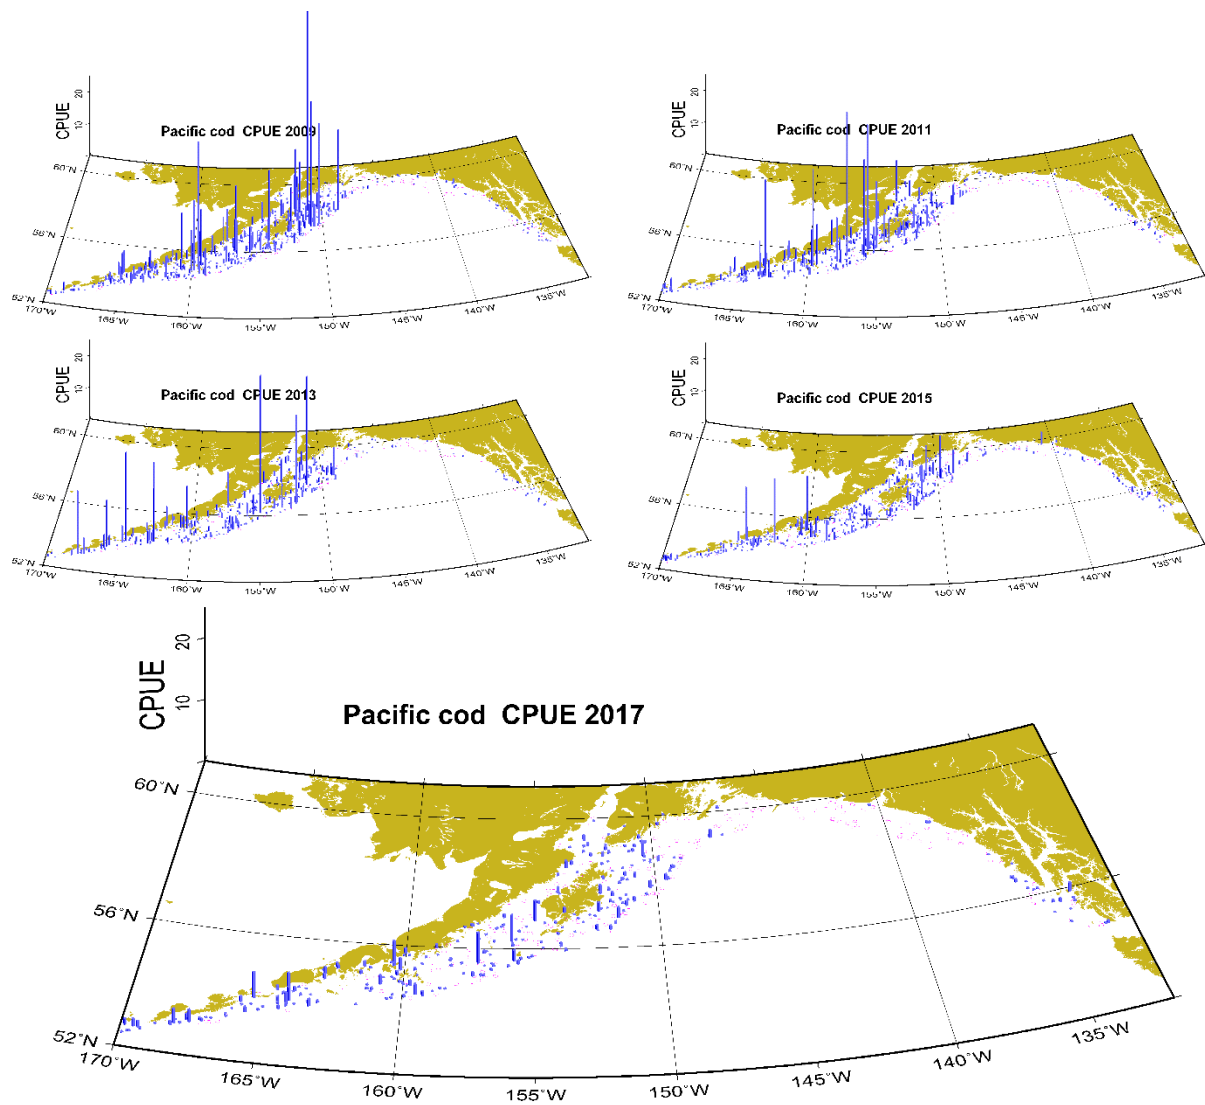 20
10
CPUE
Pacific cod CPUE 2009
60°N
56°N
52°N
170°W
165°W
160°W
155°W
150°W
145°W
140°W
135°W
20
10
CPUE
Pacific cod CPUE 2011
60°N
56°N
52°N
170°W
165°W
160°W
155°W
150°W
145°W
140°W
135°W
20
10
CPUE
Pacific cod CPUE 2013
60°N
56°N
52°N
170°W
165°W
160°W
155°W
150°W
145°W
140°W
135°W
20
10
CPUE
Pacific cod CPUE 2015
60°N
56°N
52°N
170°W
165°W
160°W
155°W
150°W
145°W
140°W
135°W
20
10
CPUE
Pacific cod CPUE 2017
60°N
56°N
52°N
170°W
165°W
160°W
155°W
150°W
145°W
140°W
135°W